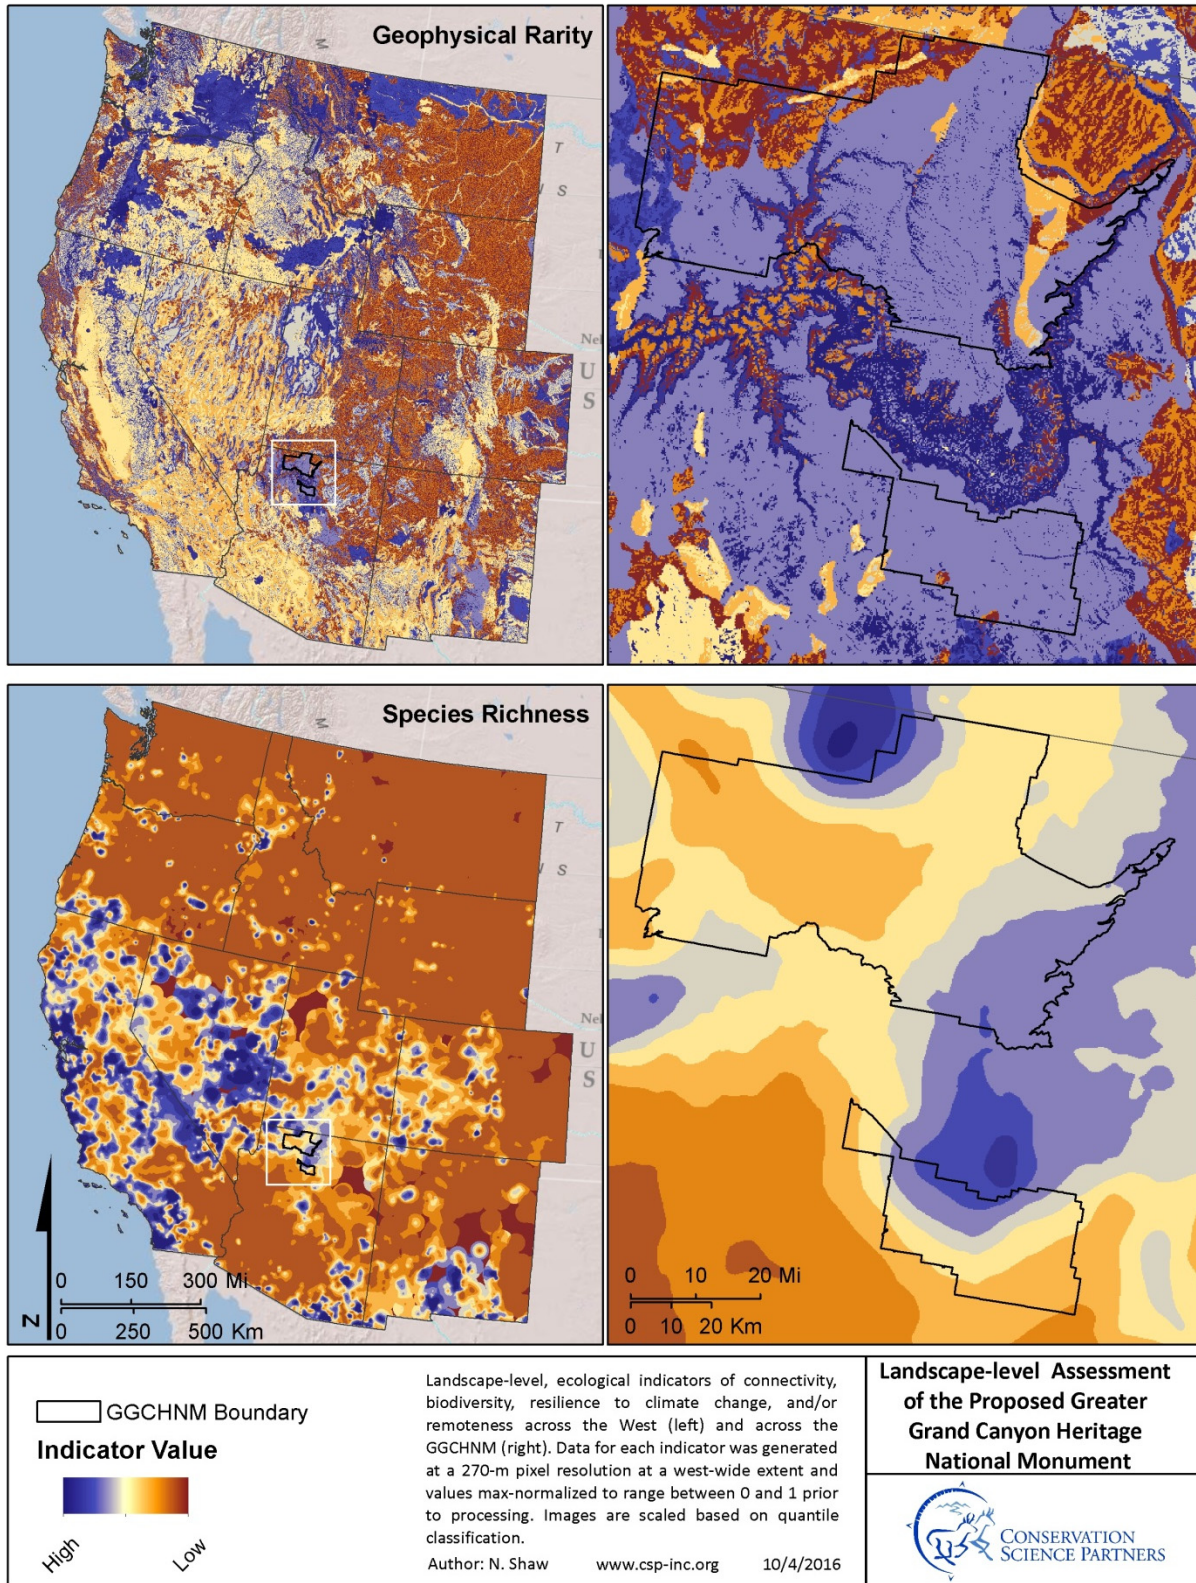 Geophysical Rarity
M
T
S
Nel
U
S
Species Richness
M
T
S
Nel
U
S
0 150 300 Mi
0 250 500 Km
N
0 10 20 Mi
0 10 20 Km
GGCHNM Boundary
Indicator Value
High
Low
Landscape-level, ecological indicators of connectivity,
biodiversity, resilience to climate change, and/or
remoteness across the West (left) and across the
GGCHNM (right). Data for each indicator was generated
at a 270-m pixel resolution at a west-wide extent and
values max-normalized to range between 0 and 1 prior
to processing. Images are scaled based on quantile
classification.
Author: N. Shaw www.csp-inc.org 10/4/2016
Landscape-level Assessment
of the Proposed Greater
Grand Canyon Heritage
National Monument
CONSERVATION
SCIENCE PARTNERS